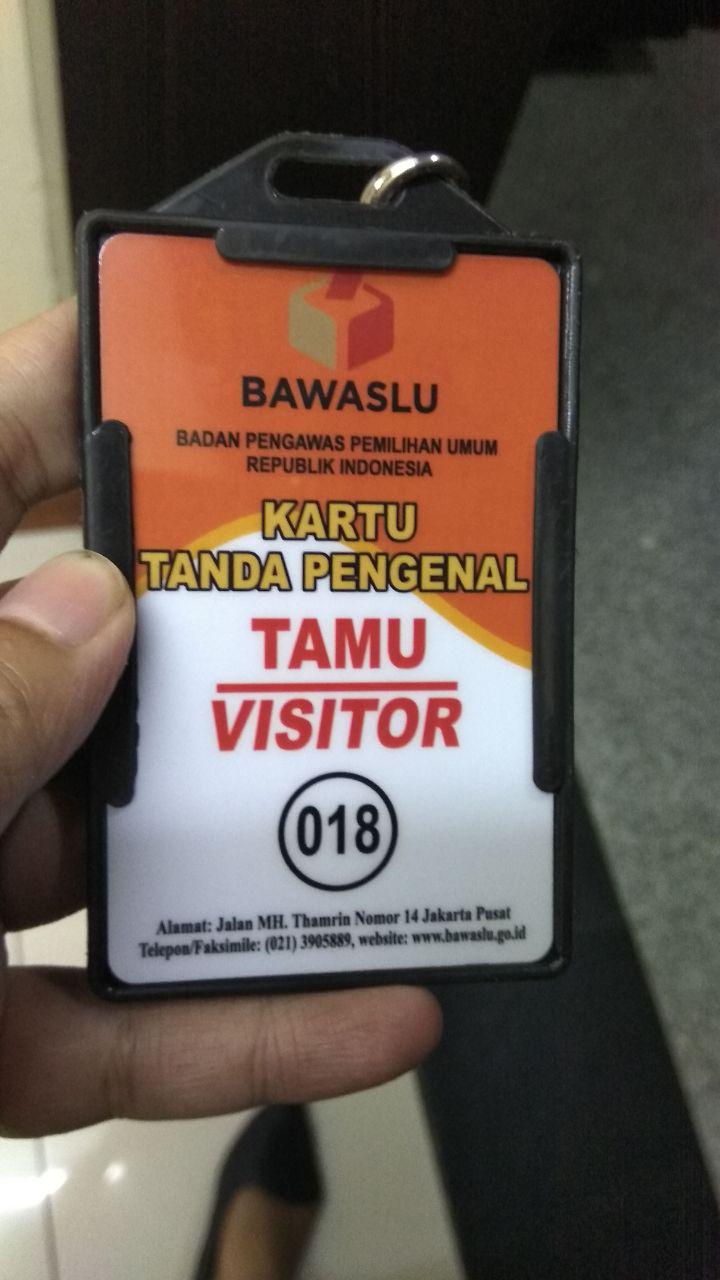 BAWASLU
BADAN PENGAWAS PEMILIHAN UMUM
REPUBLIK INDONESIA
KARTU
TANDA PENGENAL
TAMU
VISITOR
018
Alamat: Jalan MH. Thamrin Nomor 14 Jakarta Pusat
Telepon/Faksimile: (021) 3905889, website: www.bawaslu.go.id